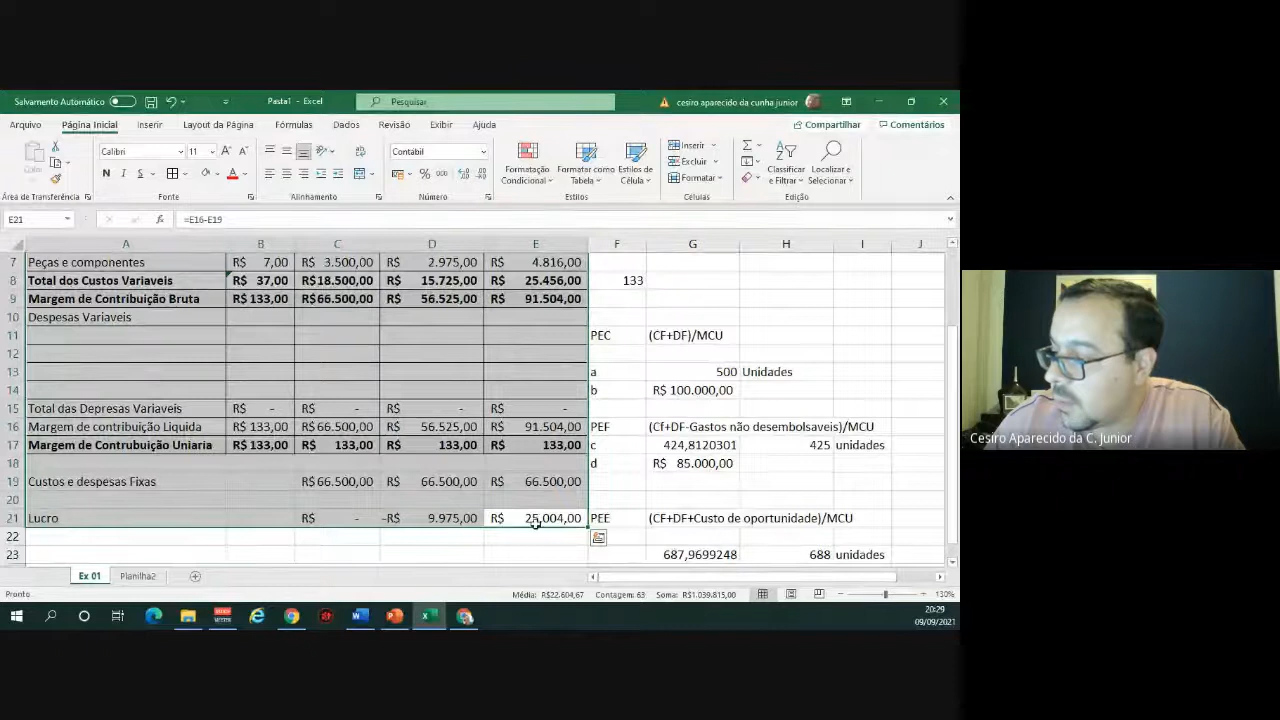 Salvamento Automático
Pasta1 - Excel
Pesquisar
cesiro aparecido da cunha junior
Arquivo Página Inicial Inserir Layout da Página Fórmulas Dados Revisão Exibir Ajuda
Compartilhar Comentários
Colar
Calibri 11
N I S
Contábil
Formatação Condicional
Formatar como Tabela
Estilos de Célula
Inserir
Excluir
Formatar
Classificar e Filtrar
Localizar e Selecionar
Área de Transferência Fonte Alinhamento Número Estilos Células Edição
E21 fx =E16-E19
A B C D E F G H I J
7 Peças e componentes R$ 7,00 R$ 3.500,00 R$ 2.975,00 R$ 4.816,00
8 Total dos Custos Variaveis R$ 37,00 R$18.500,00 R$ 15.725,00 R$ 25.456,00 133
9 Margem de Contribuição Bruta R$133,00 R$66.500,00 R$ 56.525,00 R$ 91.504,00
10 Despesas Variaveis
11 PEC (CF+DF)/MCU
12
13 a 500 Unidades
14 b R$ 100.000,00
15 Total das Depresas Variaveis R$ - R$ - R$ - R$ -
16 Margem de contribuição Liquida R$133,00 R$66.500,00 R$ 56.525,00 R$ 91.504,00 PEF (Cf+DF-Gastos não desembolsaveis)/MCU
17 Margem de Contrubuição Uniaria R$133,00 R$ 133,00 R$ 133,00 R$ 133,00 c 424,8120301 425 unidades
18 d R$ 85.000,00
19 Custos e despesas Fixas R$66.500,00 R$ 66.500,00 R$ 66.500,00
20
21 Lucro R$ - -R$ 9.975,00 R$ 25.004,00 PEE (CF+DF+Custo de oportunidade)/MCU
22
23 687,9699248 688 unidades
Ex 01 Planilha2
Pronto
Média: R$22.604,67 Contagem: 63 Soma: R$1.039.815,00 130%
20:29
09/09/2021
Cesiro Aparecido da C. Junior